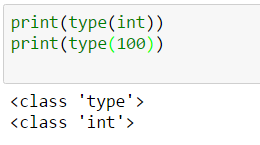 print(type(int))
print(type(100))
<class 'type'>
<class 'int'>